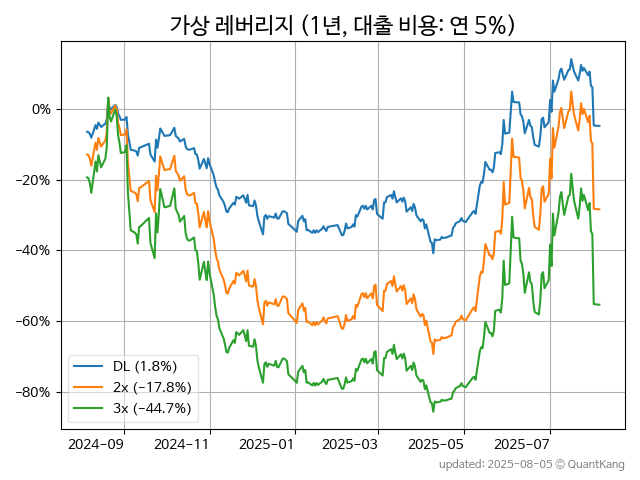 가상 레버리지 (1년, 대출 비용: 연 5%)
0%
−20%
−40%
−60%
−80%
DL (1.8%)
2x (−17.8%)
3x (−44.7%)
2024-09 2024-11 2025-01 2025-03 2025-05 2025-07
updated: 2025-08-05 © QuantKang